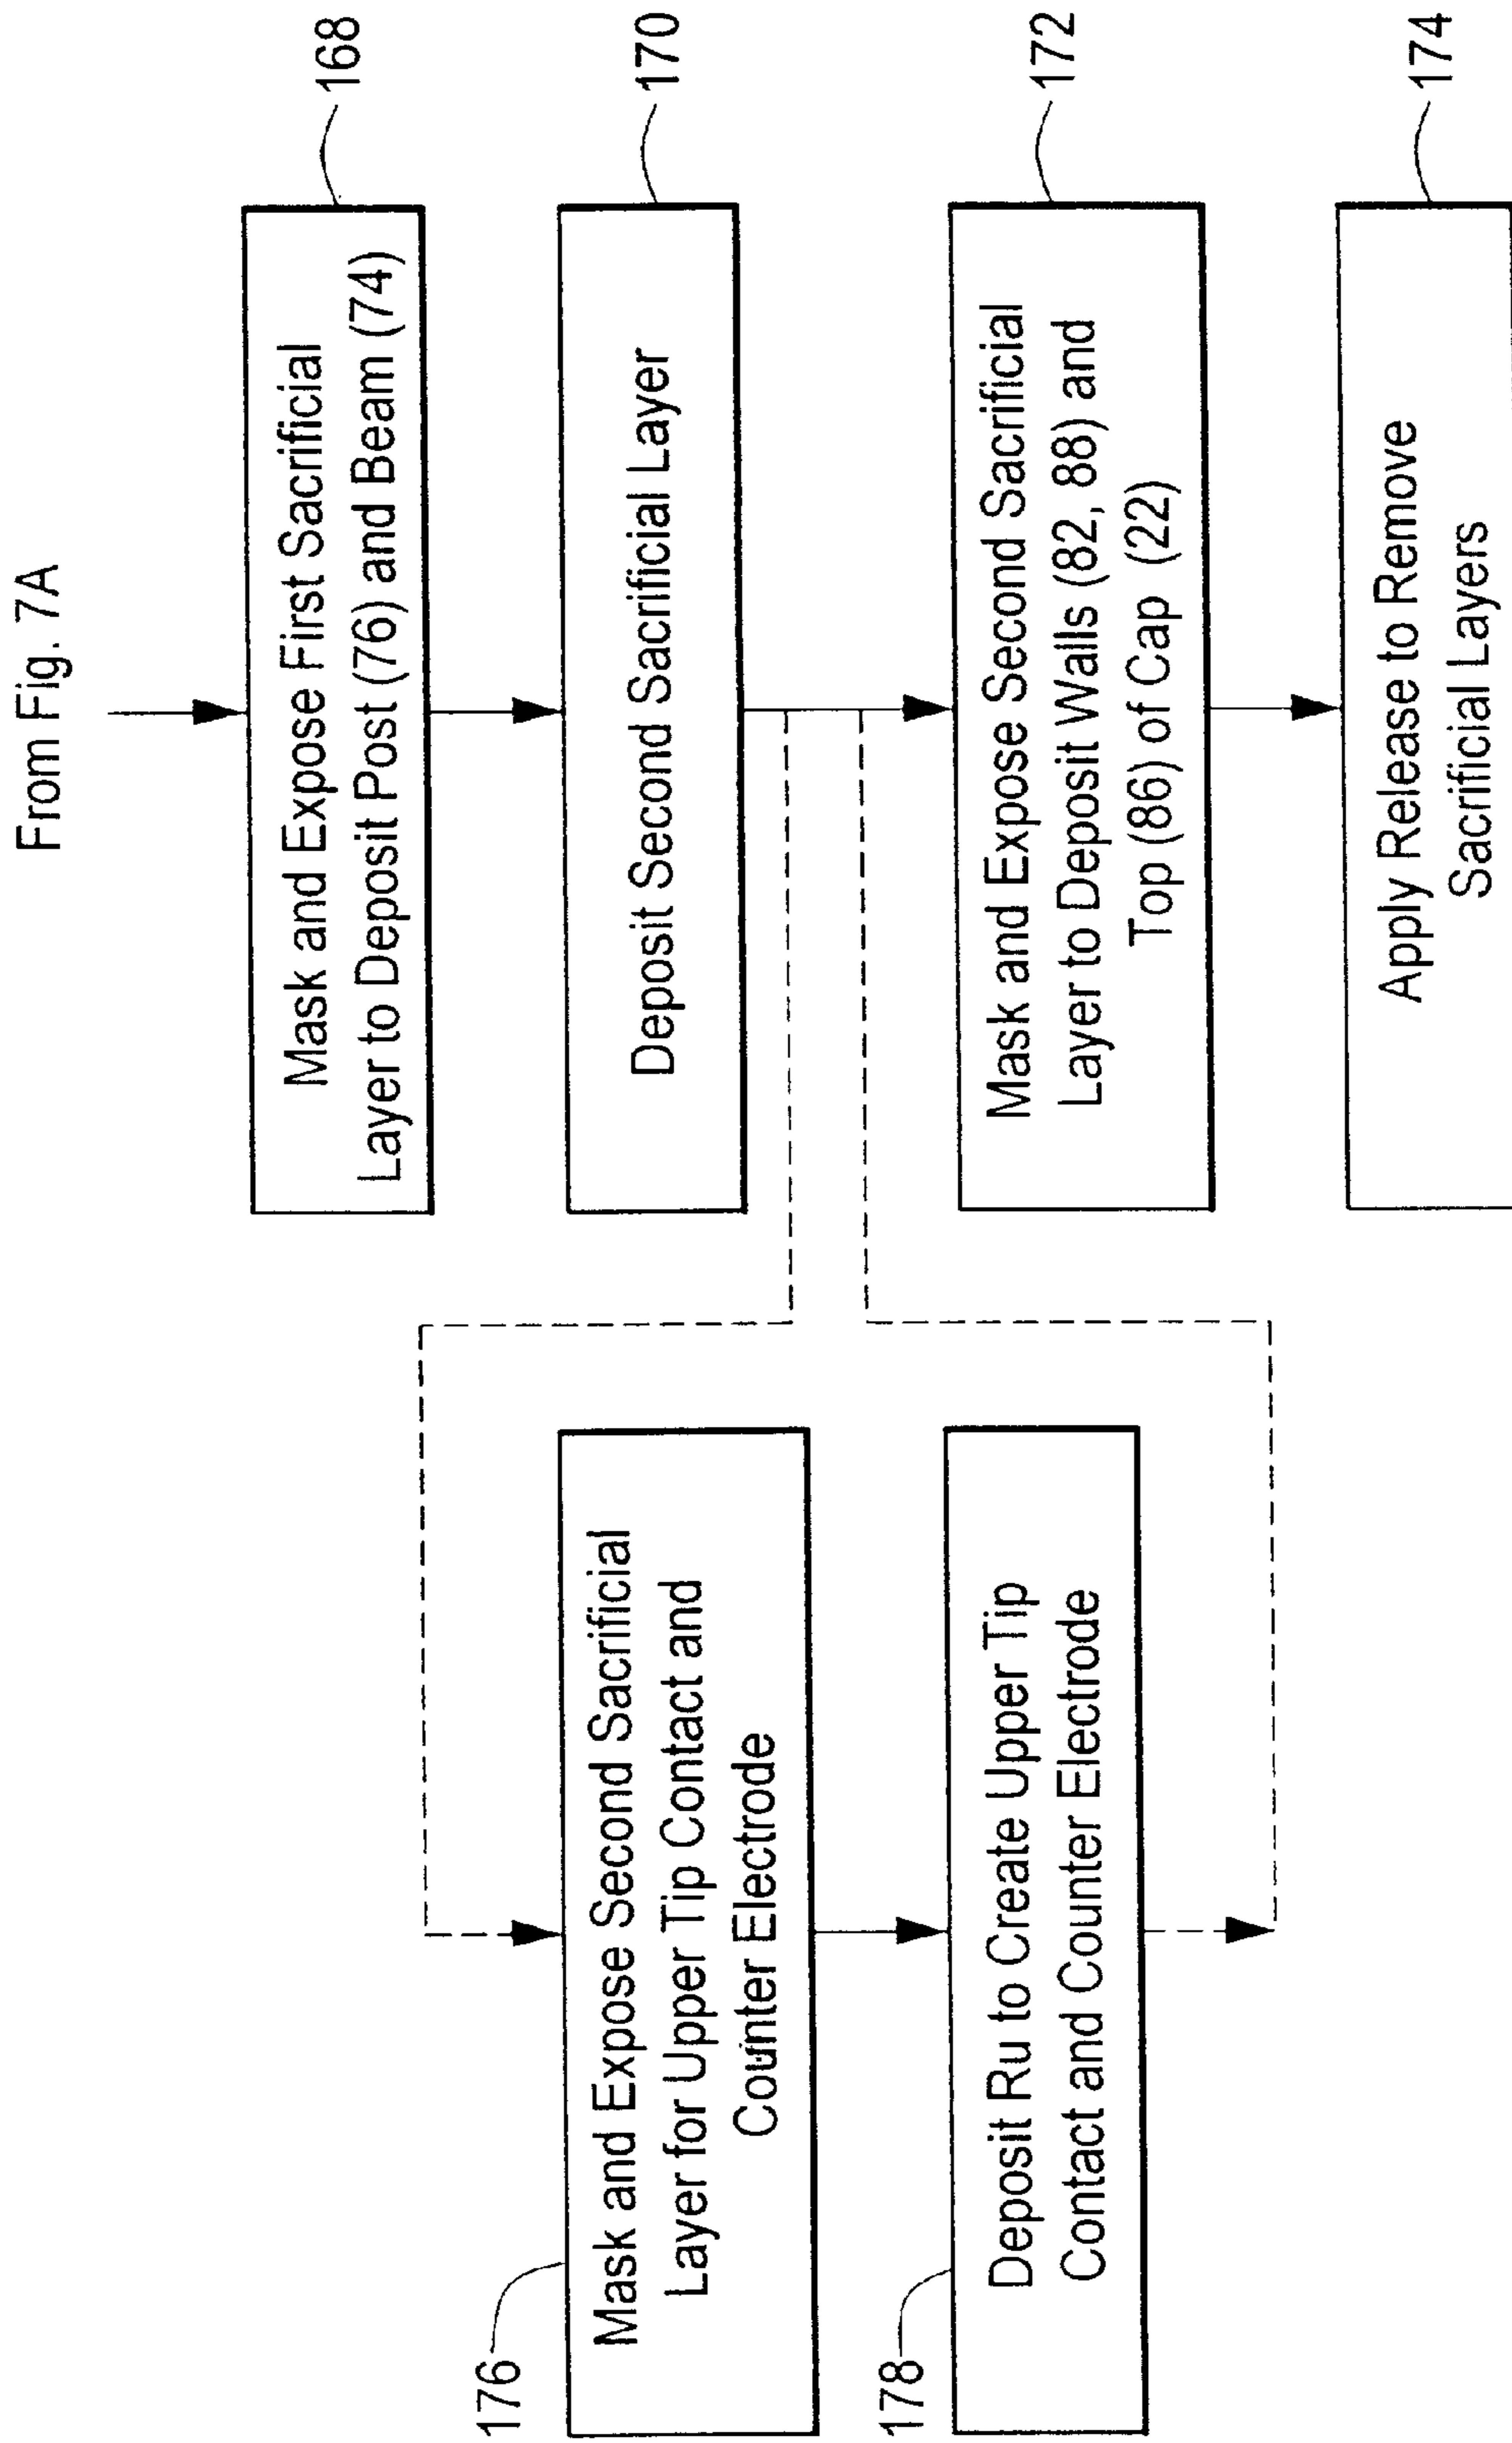 From Fig. 7A
Mask and Expose First Sacrificial
Layer to Deposit Post (76) and Beam (74)
168
Deposit Second Sacrificial Layer
170
176
Mask and Expose Second Sacrificial
Layer for Upper Tip Contact and
Counter Electrode
178
Deposit Ru to Create Upper Tip
Contact and Counter Electrode
Mask and Expose Second Sacrificial
Layer to Deposit Walls (82, 88) and
Top (86) of Cap (22)
172
Apply Release to Remove
Sacrificial Layers
174